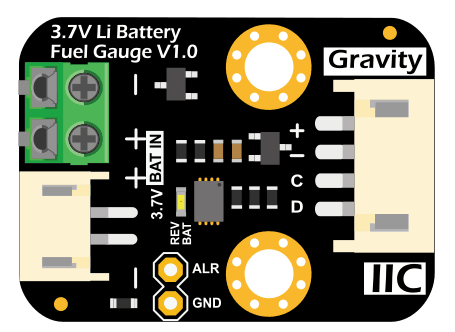 3.7V Li Battery
Fuel Gauge V1.0
Gravity
−
+
+
−
+
−
C
D
3.7V BAT IN
REV
BAT
ALR
GND
IIC